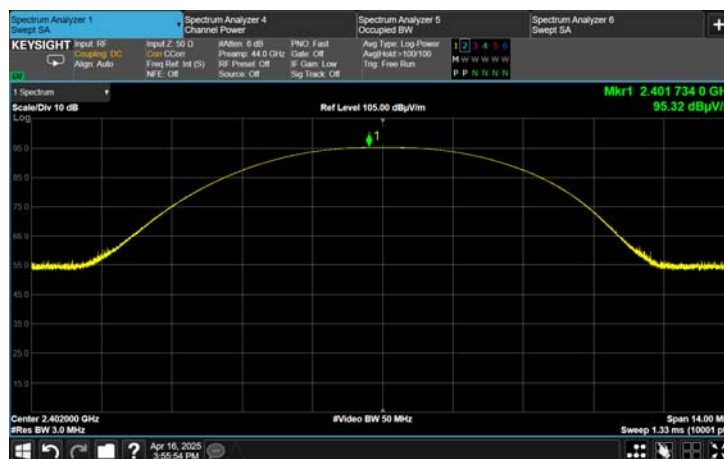 Spectrum Analyzer 1
Swept SA
Spectrum Analyzer 4
Channel Power
Spectrum Analyzer 5
Occupied BW
Spectrum Analyzer 6
Swept SA
+
KEYSIGHT
Input: RF
Coupling: DC
Align: Auto
Input Z: 50 Ω
Corr CCorr
Freq Ref: Int (S)
NFE: Off
#Atten: 6 dB
Preamp: 44.0 GHz
RF Preset: Off
Source: Off
PNO: Fast
Gate: Off
IF Gain: Low
Sig Track: Off
Avg Type: Log-Power
Avg|Hold:>100/100
Trig: Free Run
1 2 3 4 5 6
M W W W W W
P P N N N N
1 Spectrum
Scale/Div 10 dB
Ref Level 105.00 dBµV/m
Mkr1 2.401 734 0 GH
95.32 dBµV/
Log
1
95.0
85.0
75.0
65.0
55.0
45.0
35.0
25.0
15.0
Center 2.402000 GHz
#Res BW 3.0 MHz
#Video BW 50 MHz
Span 14.00 M
Sweep 1.33 ms (10001 pt
?
Apr 16, 2025
3:55:54 PM